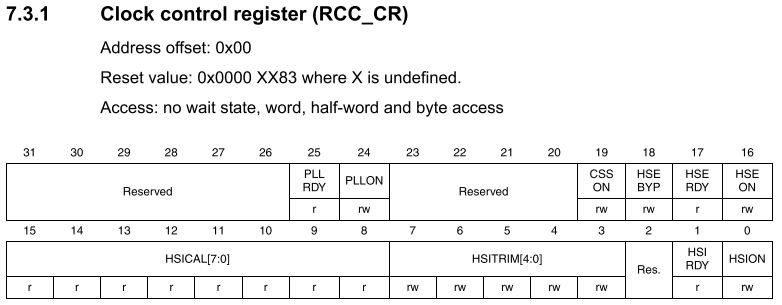 7.3.1 Clock control register (RCC_CR)
Address offset: 0x00
Reset value: 0x0000 XX83 where X is undefined.
Access: no wait state, word, half-word and byte access
31 30 29 28 27 26 25 24 23 22 21 20 19 18 17 16
Reserved PLL RDY PLLON Reserved CSS ON HSE BYP HSE RDY HSE ON
r rw rw rw r rw
15 14 13 12 11 10 9 8 7 6 5 4 3 2 1 0
HSICAL[7:0] HSITRIM[4:0] Res. HSI RDY HSION
r r r r r r r r rw rw rw rw rw r rw